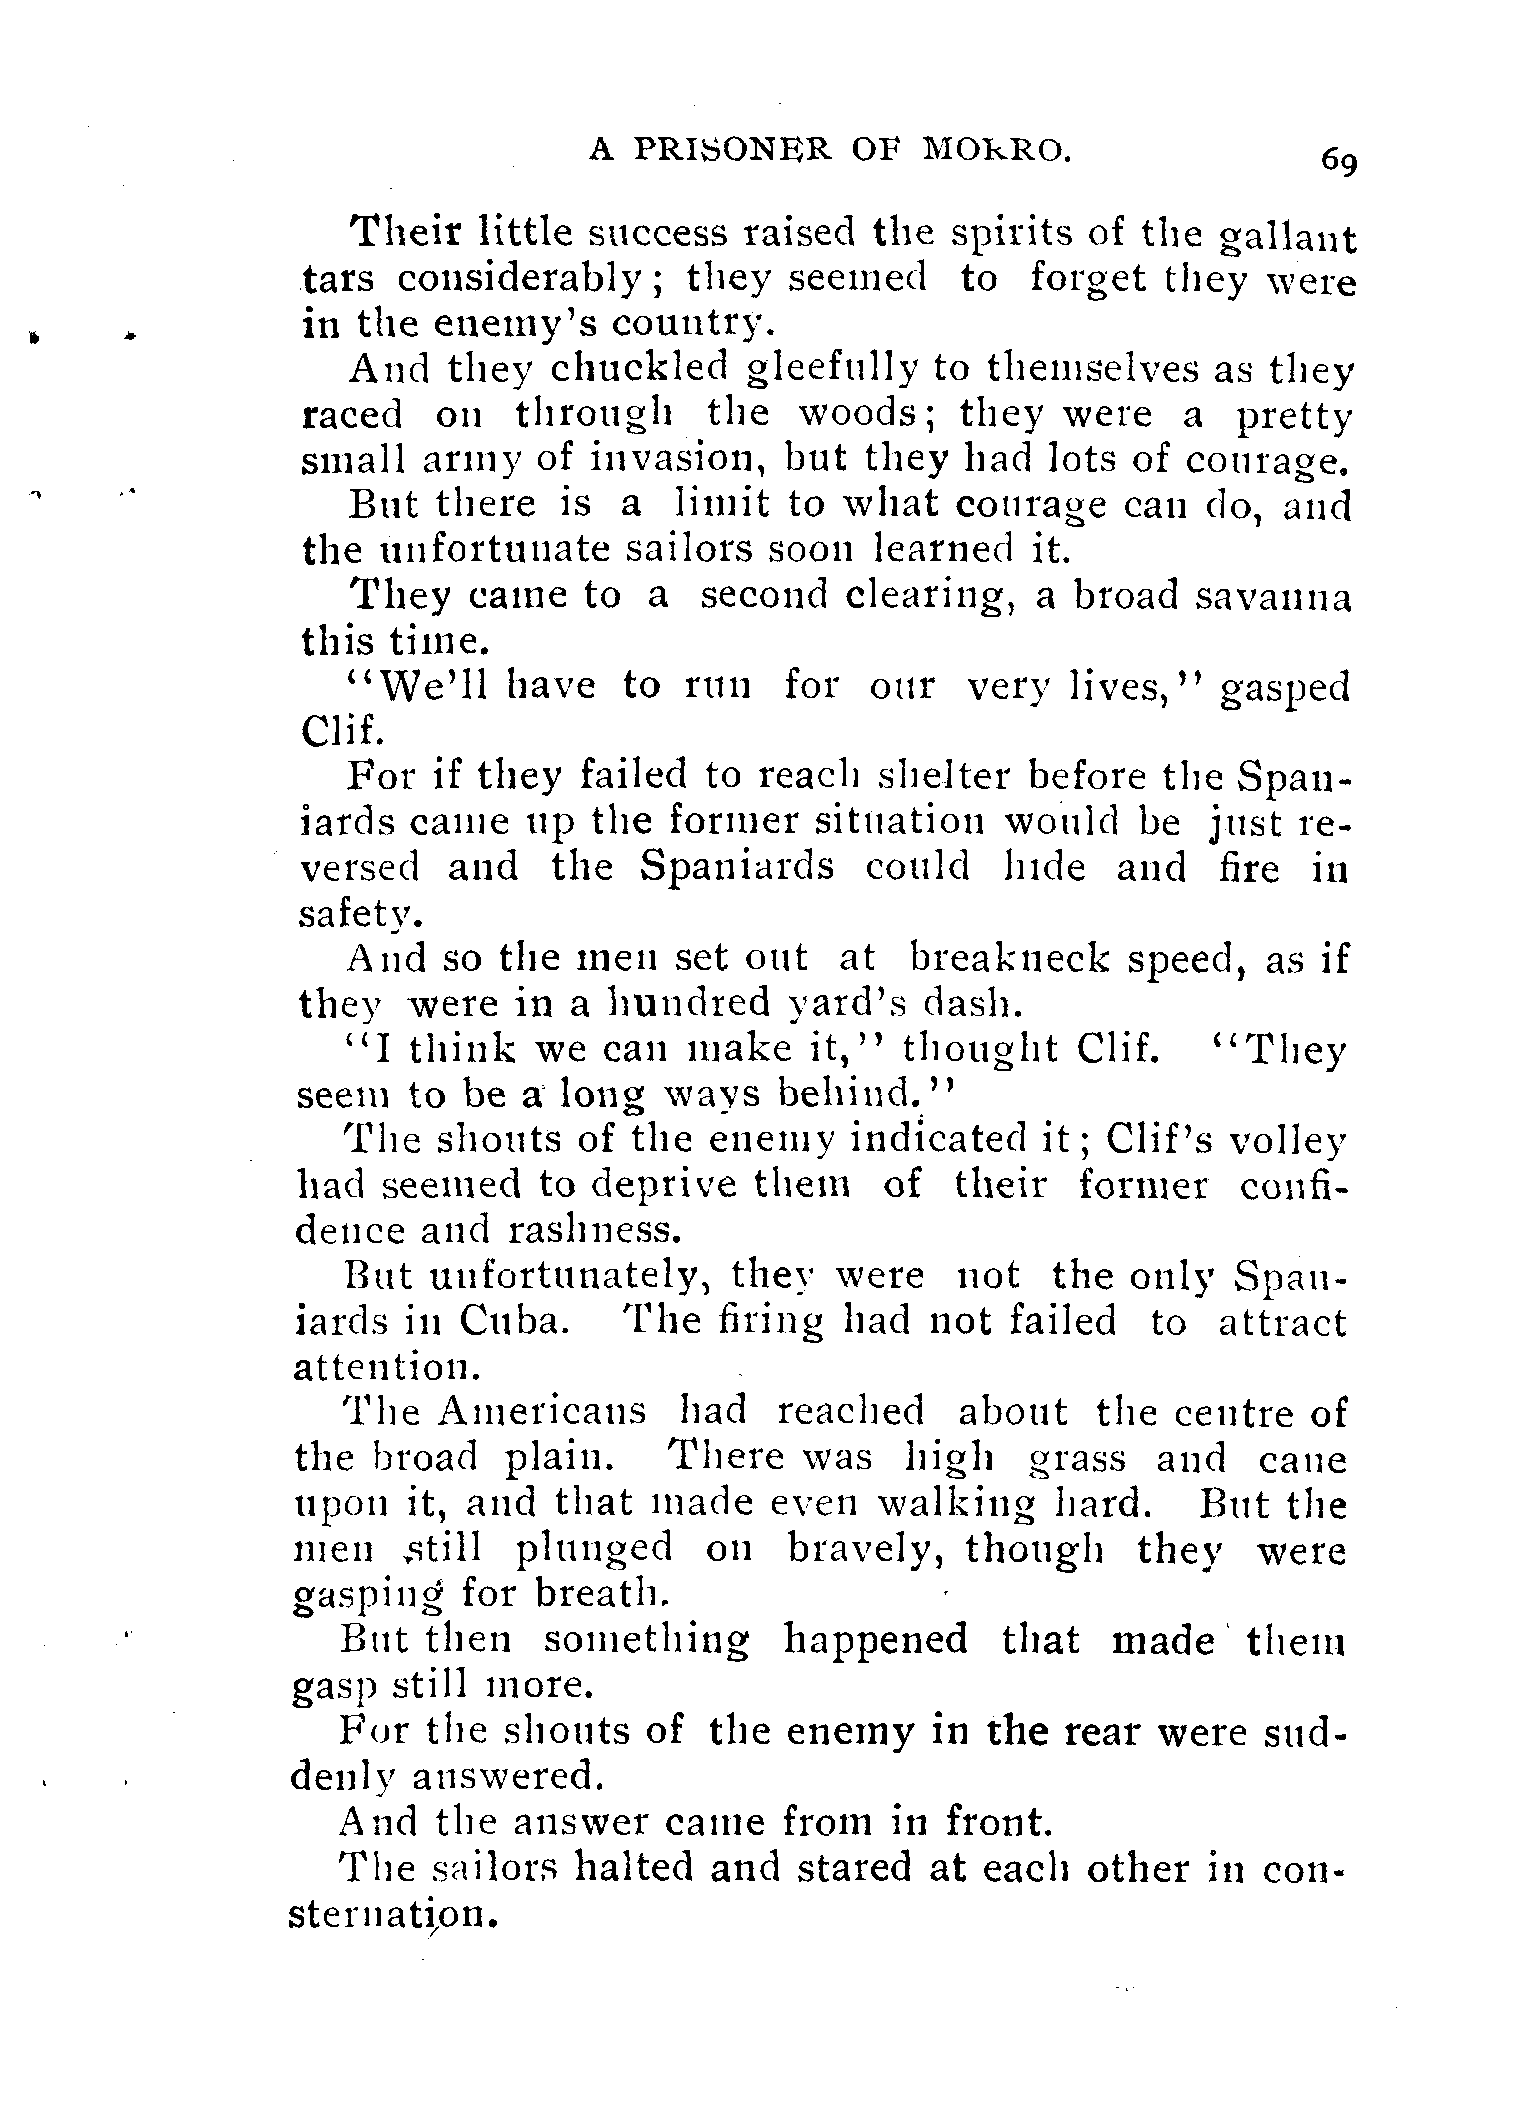 A PRISONER OF MORRO.
69
Their little success raised the spirits of the gallant
tars considerably; they seemed to forget they were
in the enemy's country.
And they chuckled gleefully to themselves as they
raced on through the woods; they were a pretty
small army of invasion, but they had lots of courage.
But there is a limit to what courage can do, and
the unfortunate sailors soon learned it.
They came to a second clearing, a broad savanna
this time.
"We'll have to run for our very lives," gasped
Clif.
For if they failed to reach shelter before the Span-
iards came up the former situation would be just re-
versed and the Spaniards could hide and fire in
safety.
And so the men set out at breakneck speed, as if
they were in a hundred yard's dash.
"I think we can make it," thought Clif. "They
seem to be a long ways behind."
The shouts of the enemy indicated it; Clif's volley
had seemed to deprive them of their former confi-
dence and rashness.
But unfortunately, they were not the only Span-
iards in Cuba. The firing had not failed to attract
attention.
The Americans had reached about the centre of
the broad plain. There was high grass and cane
upon it, and that made even walking hard. But the
men still plunged on bravely, though they were
gasping for breath.
But then something happened that made them
gasp still more.
For the shouts of the enemy in the rear were sud-
denly answered.
And the answer came from in front.
The sailors halted and stared at each other in con-
sternation.